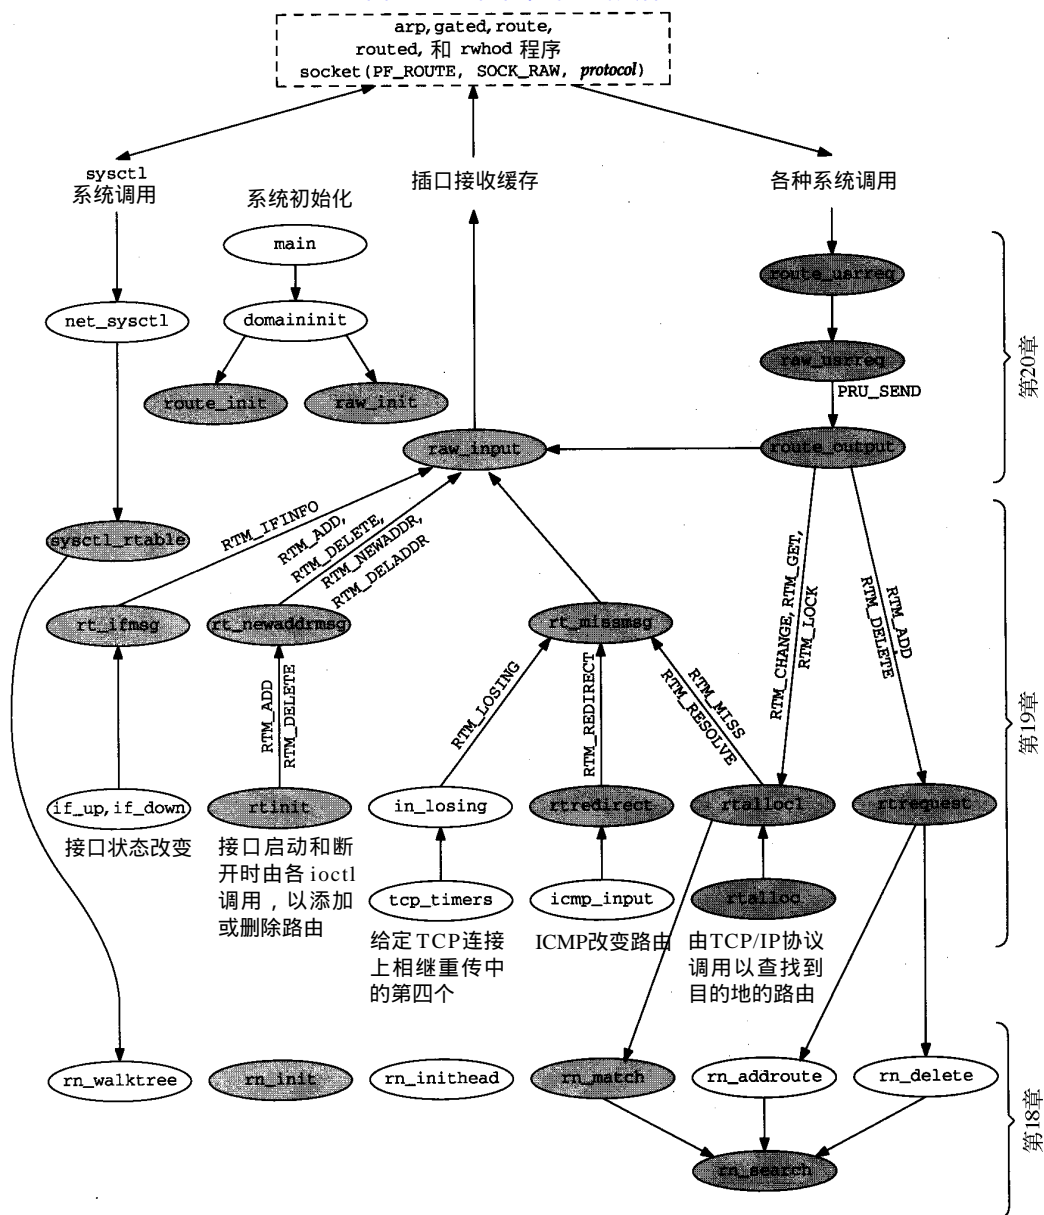 arp, gated, route,
routed, 和 rwhod 程序
socket(PF_ROUTE, SOCK_RAW, protocol)
sysctl
系统调用
系统初始化
插口接收缓存
各种系统调用
main
route_usrreq
net_sysctl
domaininit
raw_usrreq
PRU_SEND
第20章
route_init
raw_init
raw_input
route_output
sysctl_rtable
RTM_IFINFO
RTM_ADD,
RTM_DELETE,
RTM_NEWADDR,
RTM_DELADDR
RTM_CHANGE, RTM_GET,
RTM_LOCK
RTM_ADD
RTM_DELETE
rt_ifmsg
rt_newaddrmsg
rt_missmsg
RTM_ADD
RTM_DELETE
RTM_LOSING
RTM_REDIRECT
RTM_MISS
RTM_RESOLVE
第19章
if_up, if_down
rtinit
in_losing
rtredirect
rtalloc1
rtrequest
接口状态改变
接口启动和断
开时由各 ioctl
调用，以添加
或删除路由
tcp_timers
icmp_input
rtalloc
给定TCP连接
上相继重传中
的第四个
ICMP改变路由
由TCP/IP协议
调用以查找到
目的地的路由
rn_walktree
rn_init
rn_inithead
rn_match
rn_addroute
rn_delete
第18章
rn_search